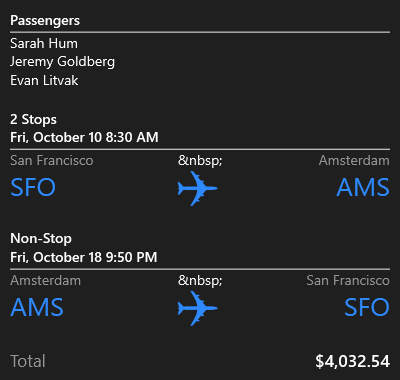 Passengers
Sarah Hum
Jeremy Goldberg
Evan Litvak
2 Stops
Fri, October 10 8:30 AM
San Francisco &nbsp; Amsterdam
SFO AMS
Non-Stop
Fri, October 18 9:50 PM
Amsterdam &nbsp; San Francisco
AMS SFO
Total $4,032.54